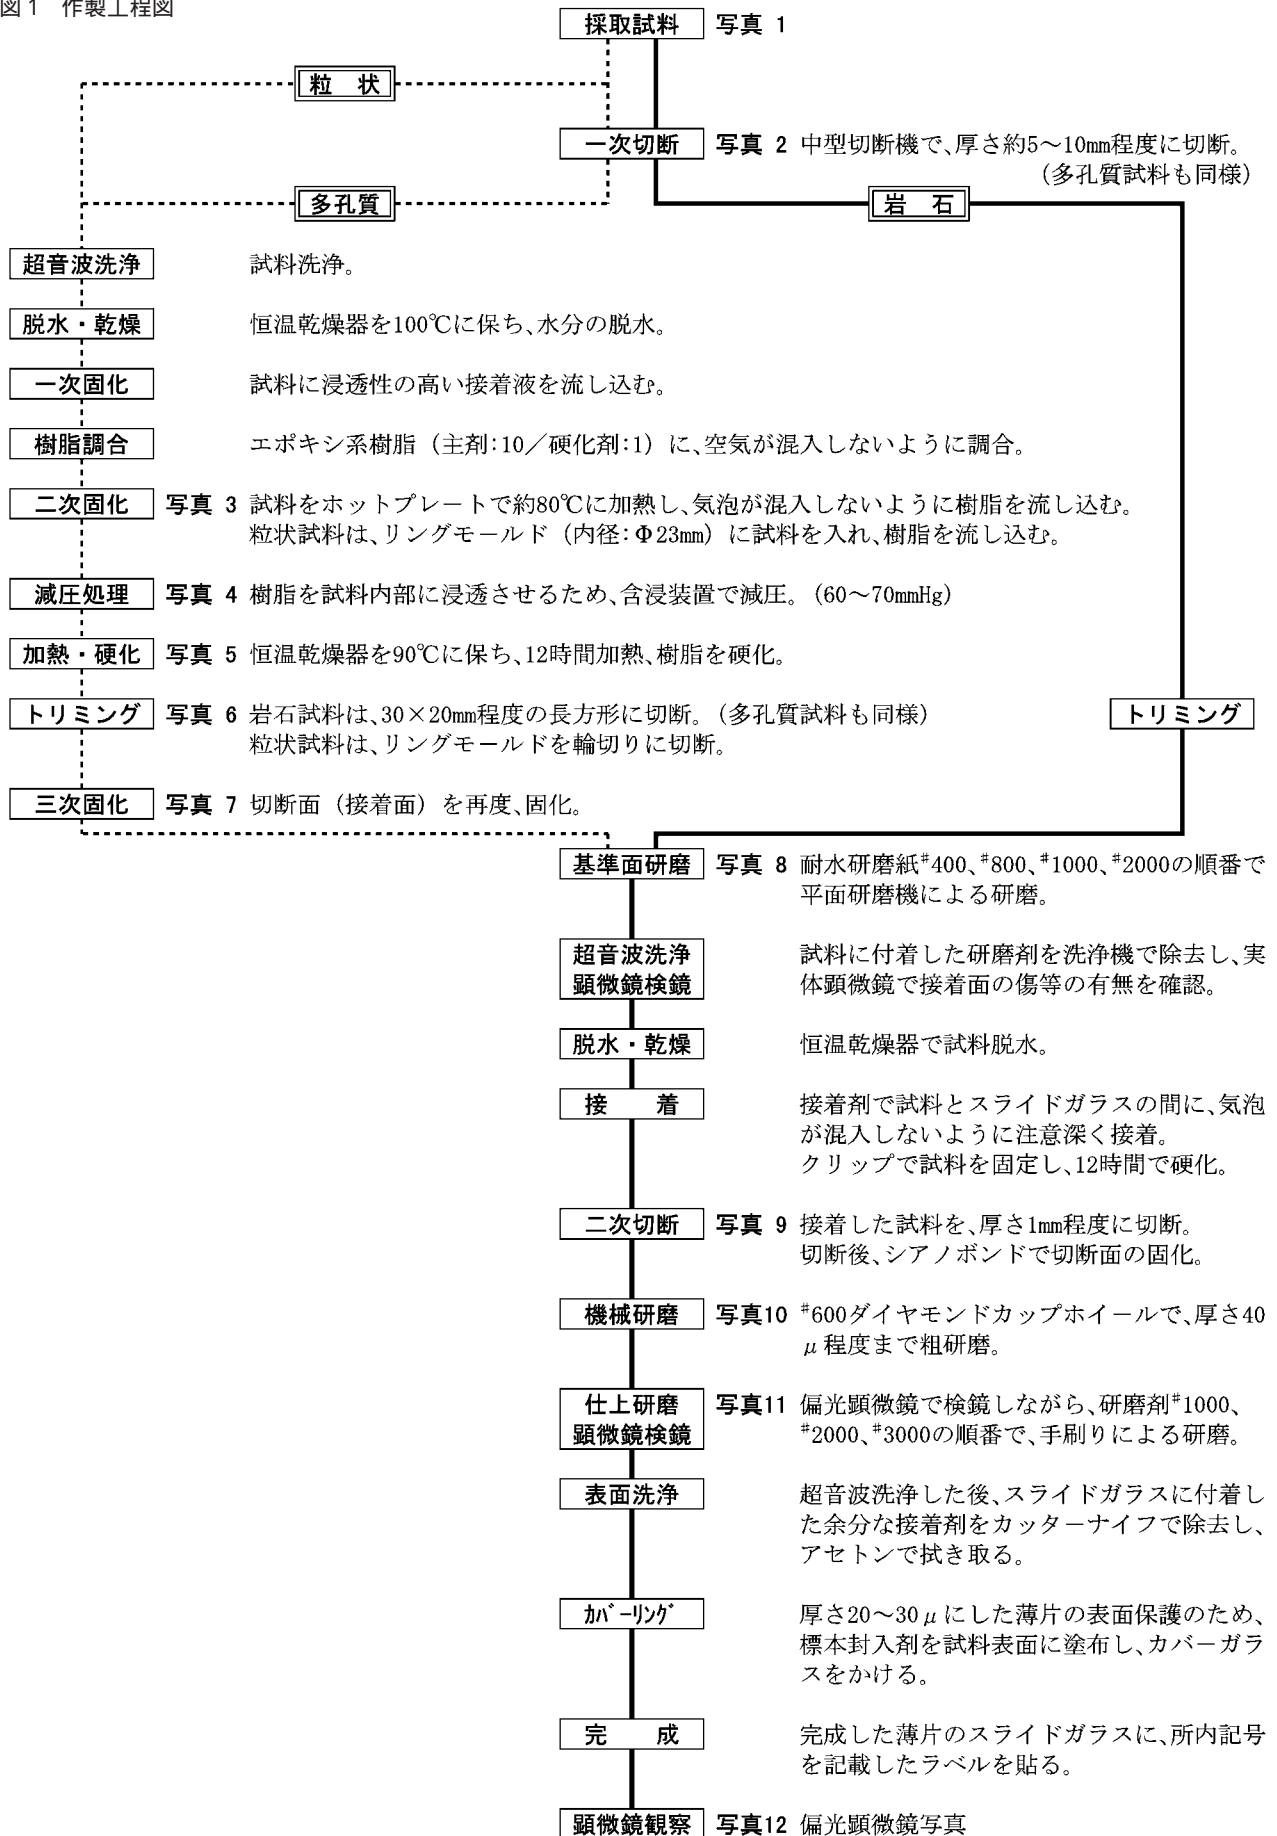 図1　作製工程図
採取試料　写真 1
粒　状
一次切断　写真 2 中型切断機で、厚さ約5～10mm程度に切断。
(多孔質試料も同様)
多孔質　岩　石
超音波洗浄　試料洗浄。
脱水・乾燥　恒温乾燥器を100℃に保ち、水分の脱水。
一次固化　試料に浸透性の高い接着液を流し込む。
樹脂調合　エポキシ系樹脂（主剤:10／硬化剤:1）に、空気が混入しないように調合。
二次固化　写真 3 試料をホットプレートで約80℃に加熱し、気泡が混入しないように樹脂を流し込む。
粒状試料は、リングモールド（内径:Φ23mm）に試料を入れ、樹脂を流し込む。
減圧処理　写真 4 樹脂を試料内部に浸透させるため、含浸装置で減圧。(60～70mmHg)
加熱・硬化　写真 5 恒温乾燥器を90℃に保ち、12時間加熱、樹脂を硬化。
トリミング　写真 6 岩石試料は、30×20mm程度の長方形に切断。(多孔質試料も同様)　トリミング
粒状試料は、リングモールドを輪切りに切断。
三次固化　写真 7 切断面（接着面）を再度、固化。
基準面研磨　写真 8 耐水研磨紙#400、#800、#1000、#2000の順番で
平面研磨機による研磨。
超音波洗浄　試料に付着した研磨剤を洗浄機で除去し、実
顕微鏡検鏡　体顕微鏡で接着面の傷等の有無を確認。
脱水・乾燥　恒温乾燥器で試料脱水。
接　着　接着剤で試料とスライドガラスの間に、気泡
が混入しないように注意深く接着。
クリップで試料を固定し、12時間で硬化。
二次切断　写真 9 接着した試料を、厚さ1mm程度に切断。
切断後、シアノボンドで切断面の固化。
機械研磨　写真10 #600ダイヤモンドカップホイールで、厚さ40
μ程度まで粗研磨。
仕上研磨　写真11 偏光顕微鏡で検鏡しながら、研磨剤#1000、
顕微鏡検鏡　#2000、#3000の順番で、手刷りによる研磨。
表面洗浄　超音波洗浄した後、スライドガラスに付着し
た余分な接着剤をカッターナイフで除去し、
アセトンで拭き取る。
ｶﾊﾞｰﾘﾝｸﾞ　厚さ20～30μにした薄片の表面保護のため、
標本封入剤を試料表面に塗布し、カバーガラ
スをかける。
完　成　完成した薄片のスライドガラスに、所内記号
を記載したラベルを貼る。
顕微鏡観察　写真12 偏光顕微鏡写真